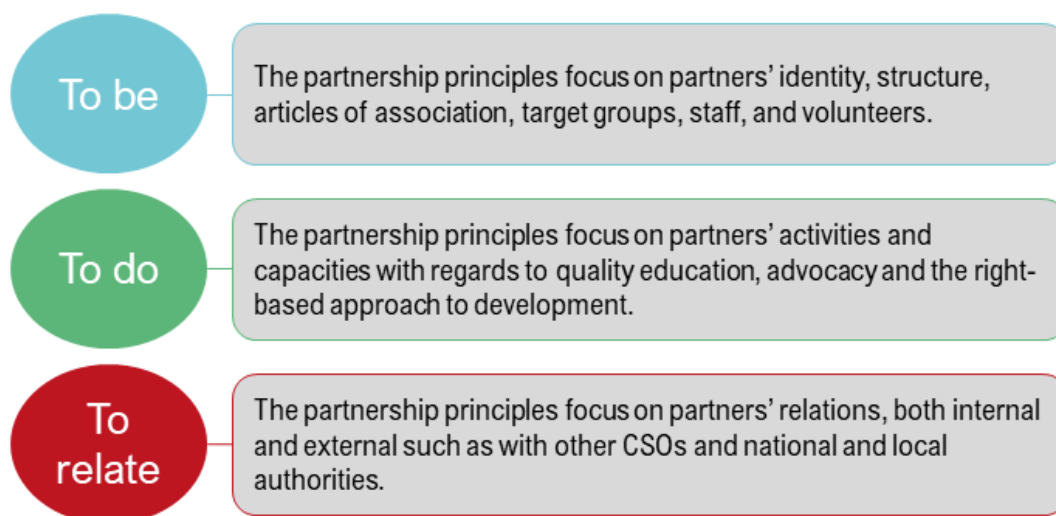 To be
The partnership principles focus on partners’ identity, structure,
articles of association, target groups, staff, and volunteers.
To do
The partnership principles focus on partners’ activities and
capacities with regards to quality education, advocacy and the right-
based approach to development.
To
relate
The partnership principles focus on partners’ relations, both internal
and external such as with other CSOs and national and local
authorities.